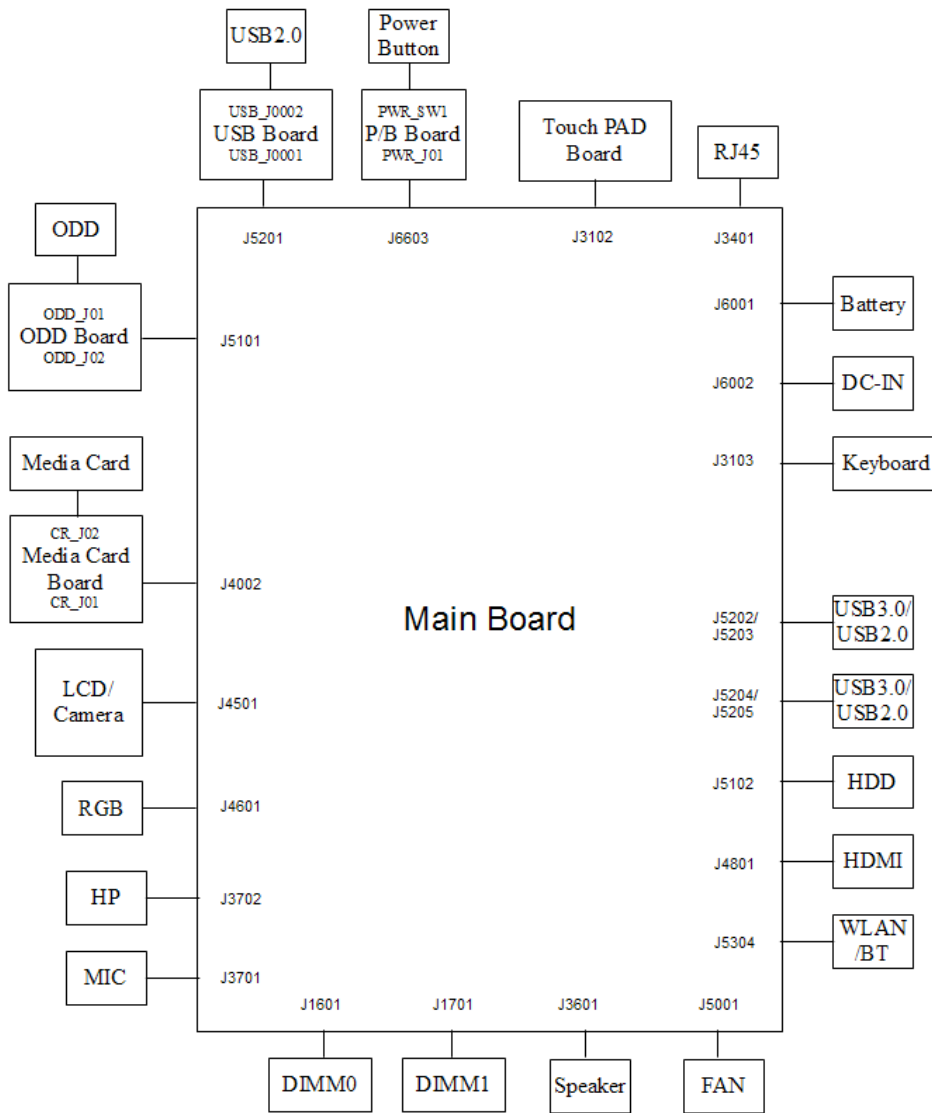 USB2.0
Power
Button
USB_J0002
USB Board
USB_J0001
PWR_SW1
P/B Board
PWR_J01
Touch PAD
Board
RJ45
J5201
J6603
J3102
J3401
ODD
ODD_J01
ODD Board
ODD_J02
J5101
J6001
Battery
J6002
DC-IN
Media Card
J3103
Keyboard
CR_J02
Media Card
Board
CR_J01
J4002
Main Board
J5202/
J5203
USB3.0/
USB2.0
LCD/
Camera
J4501
J5204/
J5205
USB3.0/
USB2.0
RGB
J4601
J5102
HDD
HP
J3702
J4801
HDMI
MIC
J3701
J5304
WLAN
/BT
J1601
J1701
J3601
J5001
DIMM0
DIMM1
Speaker
FAN